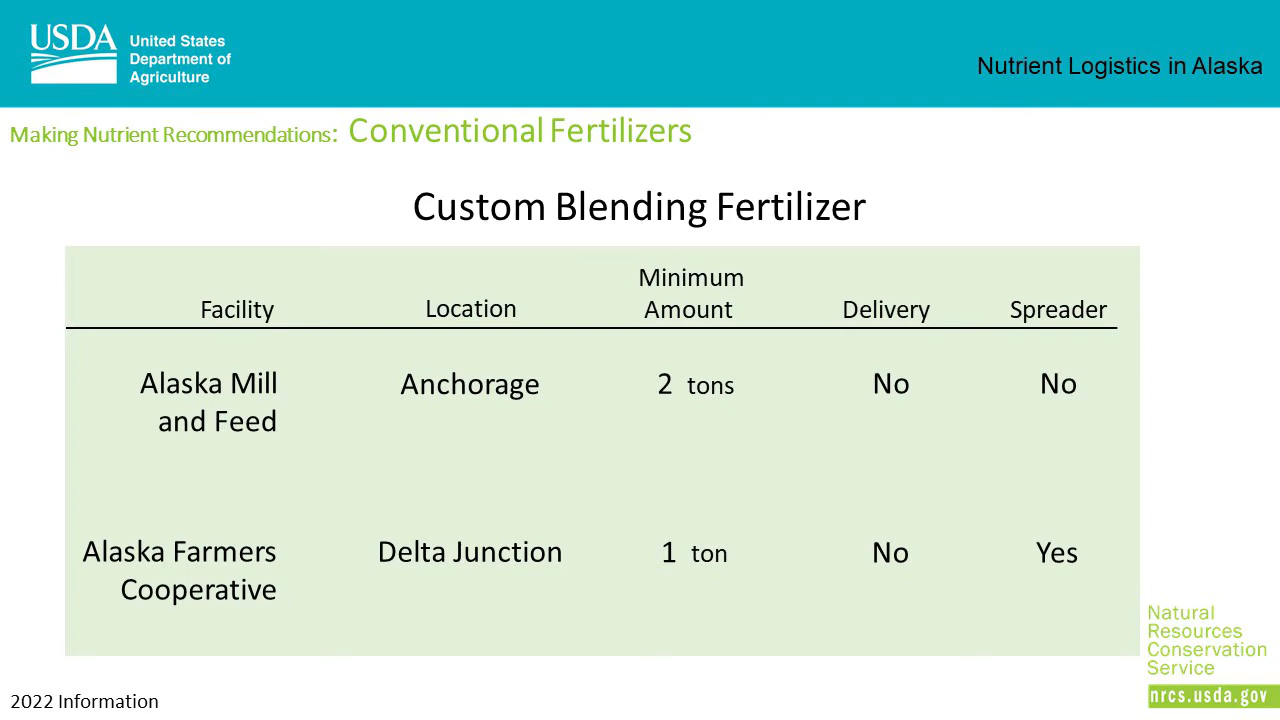 USDA
United States
Department of
Agriculture
Nutrient Logistics in Alaska
Making Nutrient Recommendations: Conventional Fertilizers
Custom Blending Fertilizer
Facility Location Minimum Amount Delivery Spreader
Alaska Mill and Feed Anchorage 2 tons No No
Alaska Farmers Cooperative Delta Junction 1 ton No Yes
Natural
Resources
Conservation
Service
nrcs.usda.gov
2022 Information